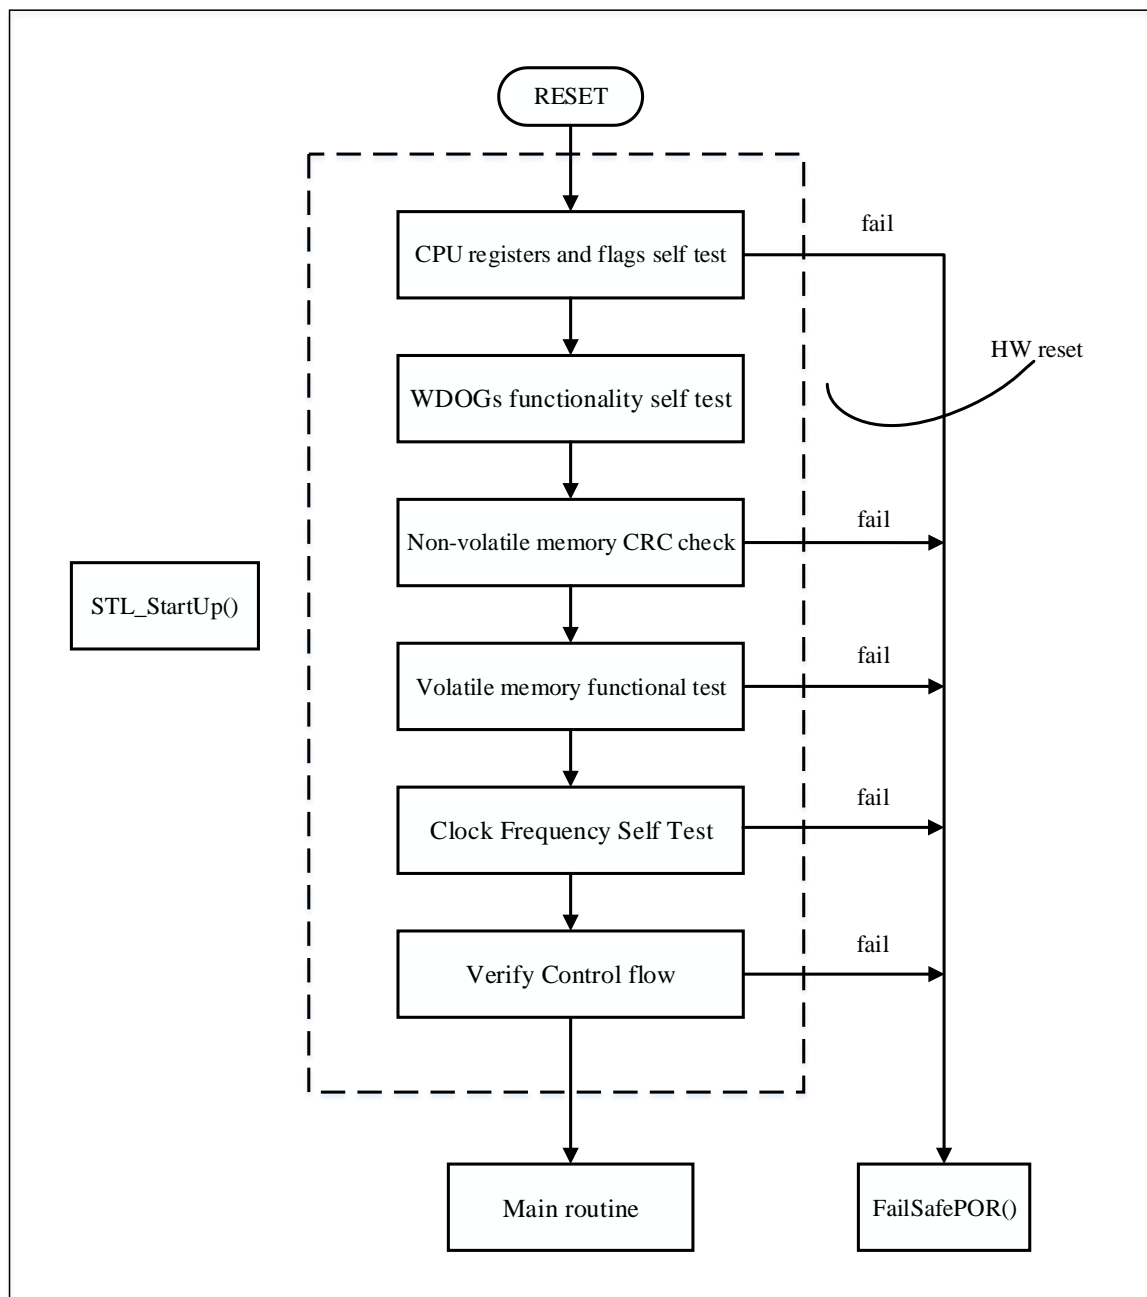 RESET
CPU registers and flags self test
fail
HW reset
WDOGs functionality self test
Non-volatile memory CRC check
fail
STL_StartUp()
Volatile memory functional test
fail
Clock Frequency Self Test
fail
Verify Control flow
fail
Main routine
FailSafePOR()